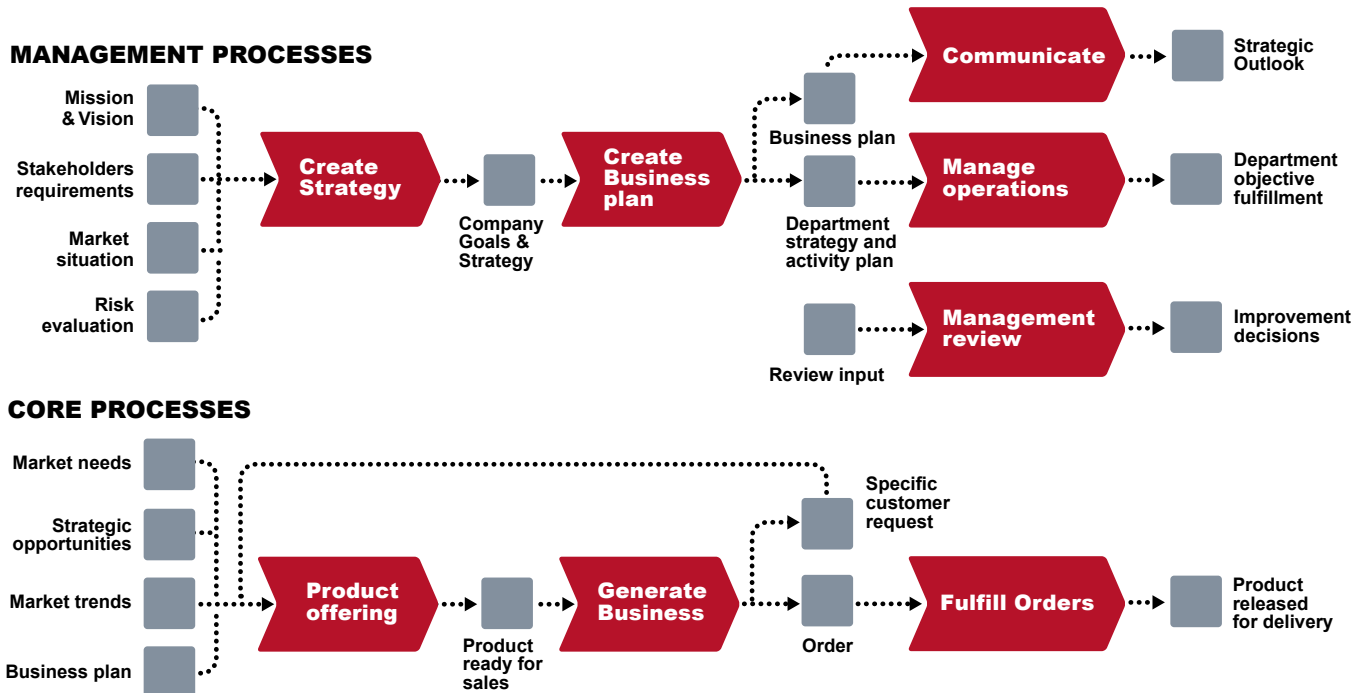 MANAGEMENT PROCESSES
Mission
& Vision
Stakeholders
requirements
Market
situation
Risk
evaluation
Create
Strategy
Company
Goals &
Strategy
Create
Business
plan
Business plan
Department
strategy and
activity plan
Review input
Communicate
Manage
operations
Management
review
Strategic
Outlook
Department
objective
fulfillment
Improvement
decisions
CORE PROCESSES
Market needs
Strategic
opportunities
Market trends
Business plan
Product
offering
Product
ready for
sales
Generate
Business
Specific
customer
request
Order
Fulfill Orders
Product
released
for delivery